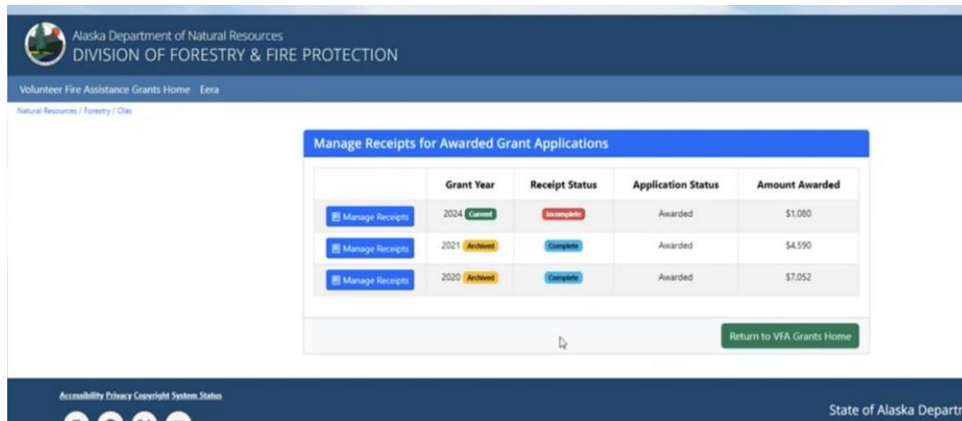 Alaska Department of Natural Resources
DIVISION OF FORESTRY & FIRE PROTECTION
Volunteer Fire Assistance Grants Home Eera
Natural Resources / Forestry / Olas
Manage Receipts for Awarded Grant Applications
Grant Year Receipt Status Application Status Amount Awarded
Manage Receipts 2024 Current Incomplete Awarded $1,080
Manage Receipts 2021 Archived Complete Awarded $4,590
Manage Receipts 2020 Archived Complete Awarded $7,052
Return to VFA Grants Home
Accessibility Privacy Copyright System Status
State of Alaska Departm